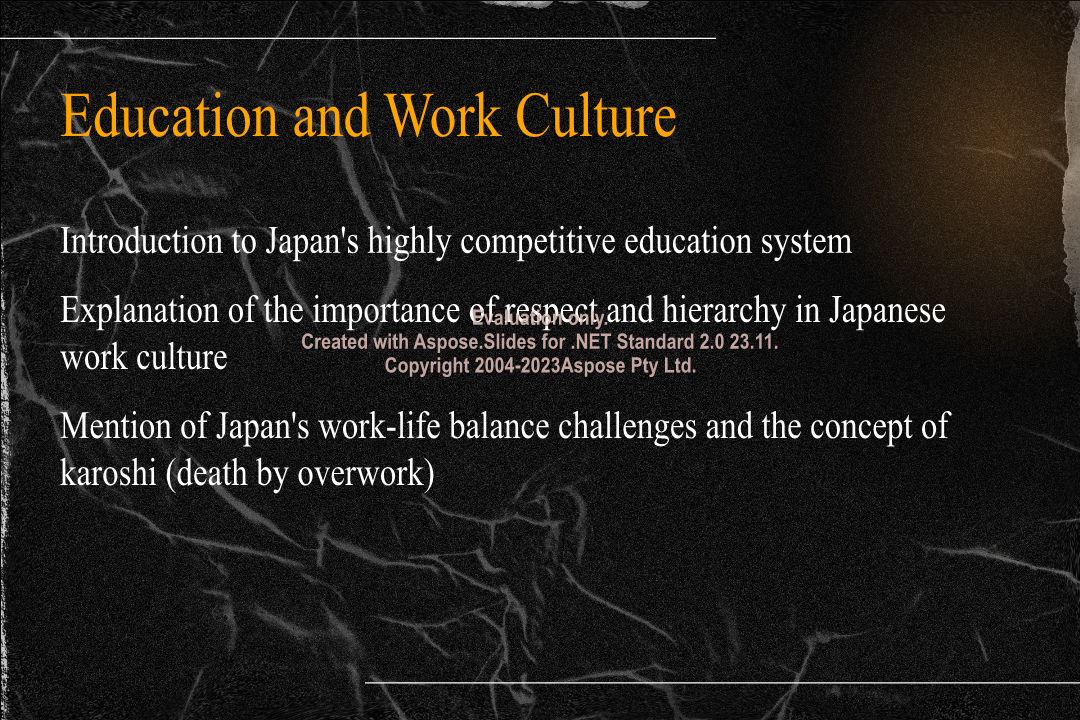 Education and Work Culture
Introduction to Japan's highly competitive education system
Explanation of the importance of respect and hierarchy in Japanese
work culture
Evaluation only.
Created with Aspose.Slides for .NET Standard 2.0 23.11.
Copyright 2004-2023Aspose Pty Ltd.
Mention of Japan's work-life balance challenges and the concept of
karoshi (death by overwork)